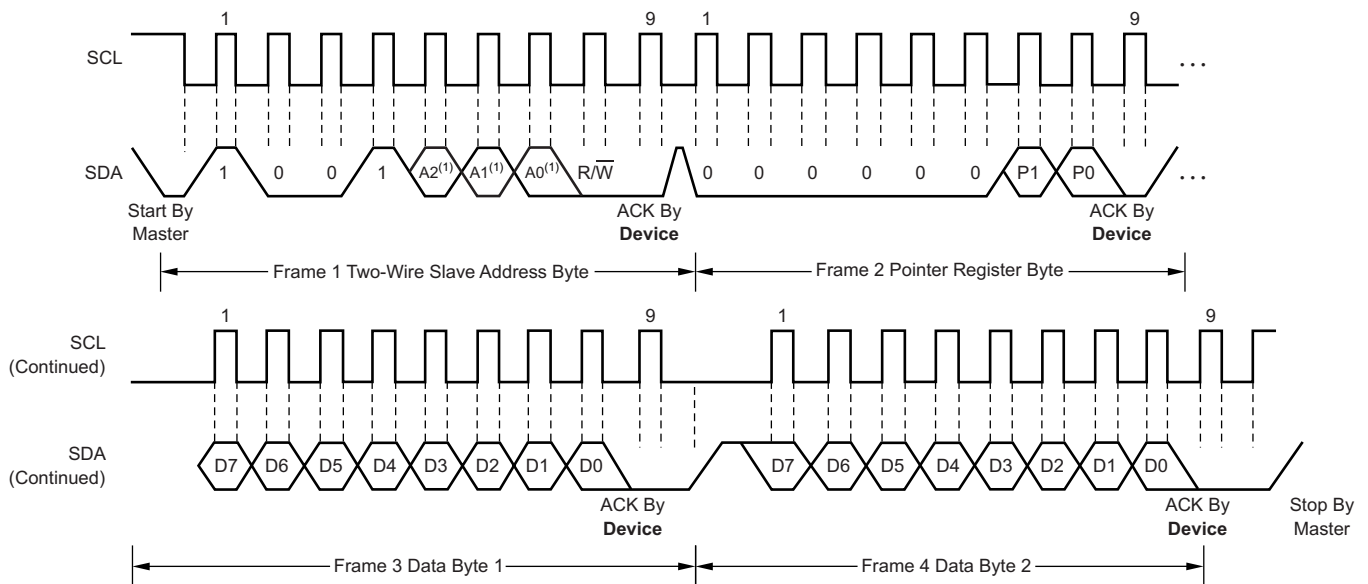 1 9 1 9
SCL ...
SDA 1 0 0 1 A2(1) A1(1) A0(1) R/W̅ 0 0 0 0 0 0 P1 P0 ...
Start By Master ACK By Device ACK By Device
Frame 1 Two-Wire Slave Address Byte Frame 2 Pointer Register Byte
1 9 1 9
SCL (Continued)
SDA (Continued) D7 D6 D5 D4 D3 D2 D1 D0 D7 D6 D5 D4 D3 D2 D1 D0
ACK By Device ACK By Device Stop By Master
Frame 3 Data Byte 1 Frame 4 Data Byte 2